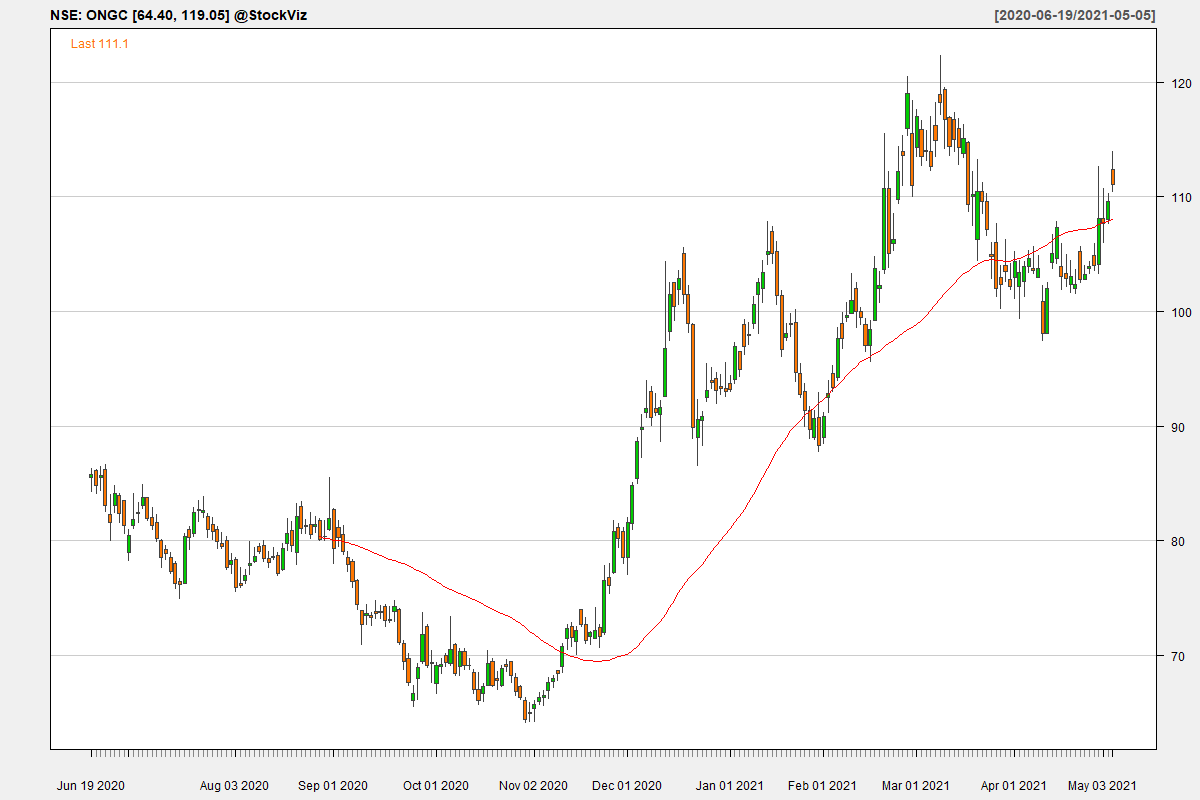 NSE: ONGC [64.40, 119.05] @StockViz
[2020-06-19/2021-05-05]
Last 111.1
120
110
100
90
80
70
Jun 19 2020
Aug 03 2020
Sep 01 2020
Oct 01 2020
Nov 02 2020
Dec 01 2020
Jan 01 2021
Feb 01 2021
Mar 01 2021
Apr 01 2021
May 03 2021